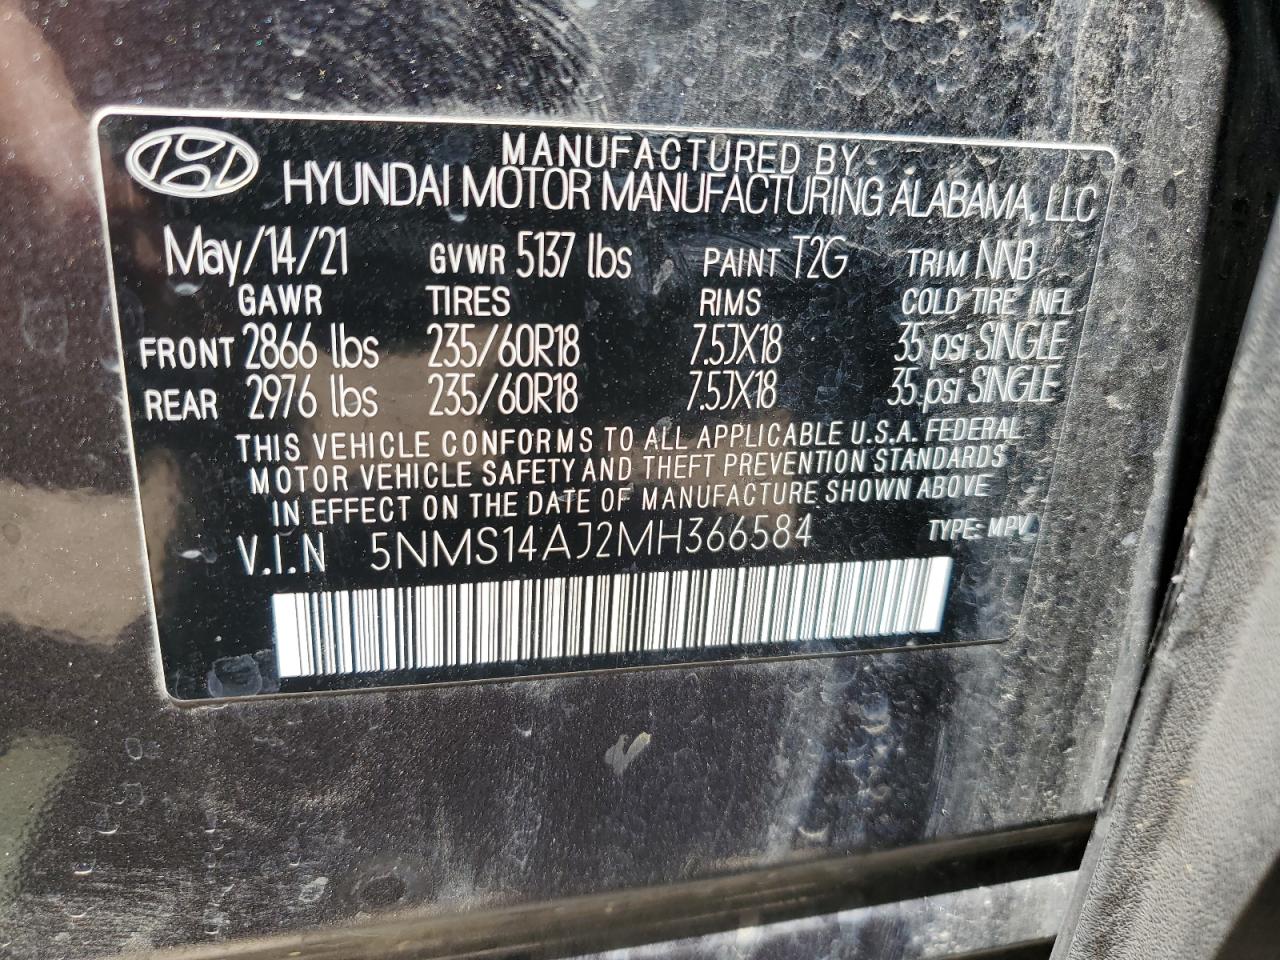 MANUFACTURED BY
HYUNDAI MOTOR MANUFACTURING ALABAMA, LLC
May/14/21 GVWR 5137 lbs PAINT T2G TRIM NNB
GAWR TIRES RIMS COLD TIRE INFL
FRONT 2866 lbs 235/60R18 7.5JX18 35 psi SINGLE
REAR 2976 lbs 235/60R18 7.5JX18 35 psi SINGLE
THIS VEHICLE CONFORMS TO ALL APPLICABLE U.S.A. FEDERAL
MOTOR VEHICLE SAFETY AND THEFT PREVENTION STANDARDS
IN EFFECT ON THE DATE OF MANUFACTURE SHOWN ABOVE
V.I.N 5NMS14AJ2MH366584 TYPE: MPV